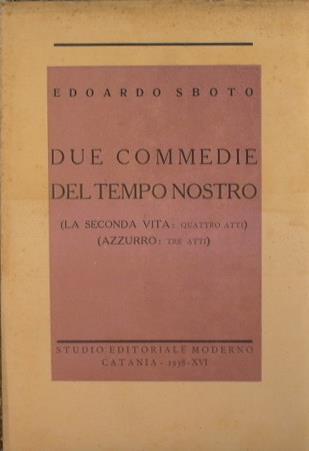 EDOARDO SBOTO
DUE COMMEDIE
DEL TEMPO NOSTRO
(LA SECONDA VITA: QUATTRO ATTI)
(AZZURRO: TRE ATTI)
STUDIO EDITORIALE MODERNO
CATANIA - 1938-XVI